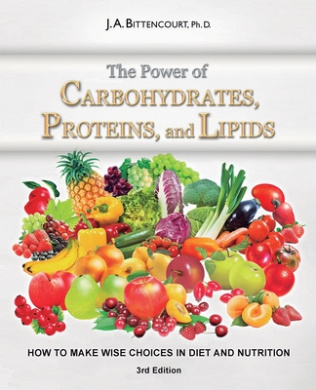 J. A. BITTENCOURT, PH.D.
The Power of
CARBOHYDRATES,
PROTEINS, and LIPIDS
HOW TO MAKE WISE CHOICES IN DIET AND NUTRITION
3rd Edition